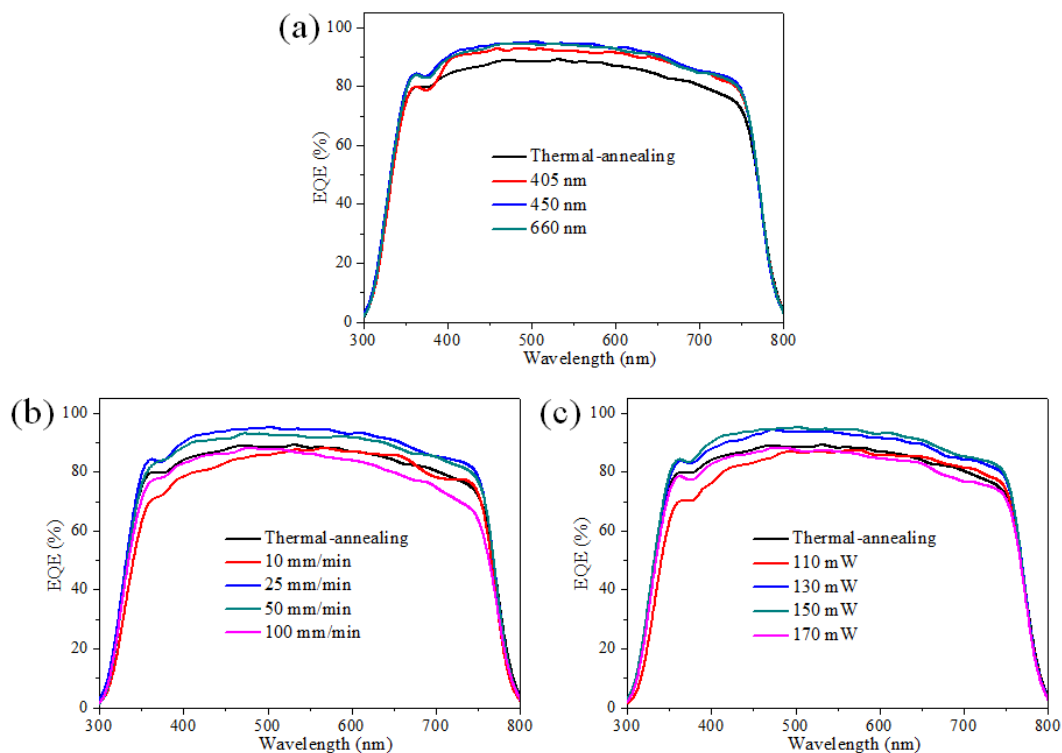 (a)
100
80
60
40
20
0
EQE (%)
Thermal-annealing
405 nm
450 nm
660 nm
300 400 500 600 700 800
Wavelength (nm)
(b)
100
80
60
40
20
0
EQE (%)
Thermal-annealing
10 mm/min
25 mm/min
50 mm/min
100 mm/min
300 400 500 600 700 800
Wavelength (nm)
(c)
100
80
60
40
20
0
EQE (%)
Thermal-annealing
110 mW
130 mW
150 mW
170 mW
300 400 500 600 700 800
Wavelength (nm)